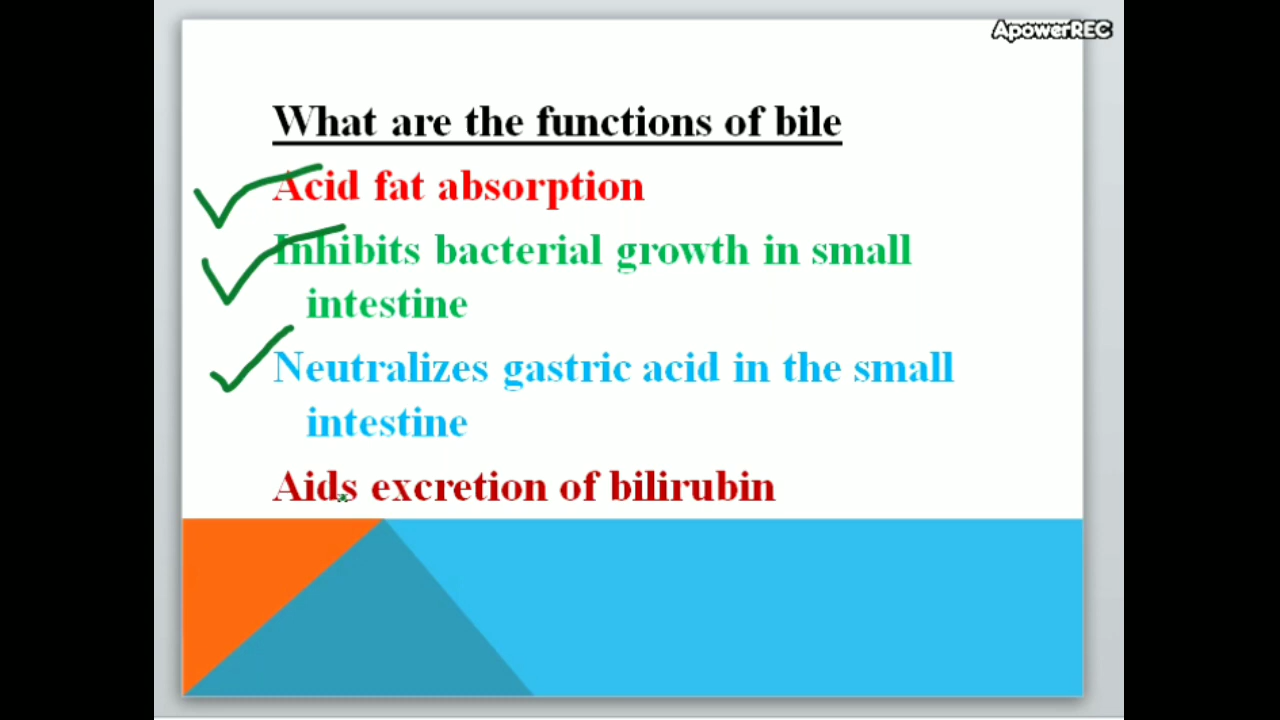 ApowerREC
What are the functions of bile
Acid fat absorption
Inhibits bacterial growth in small
intestine
Neutralizes gastric acid in the small
intestine
Aids excretion of bilirubin